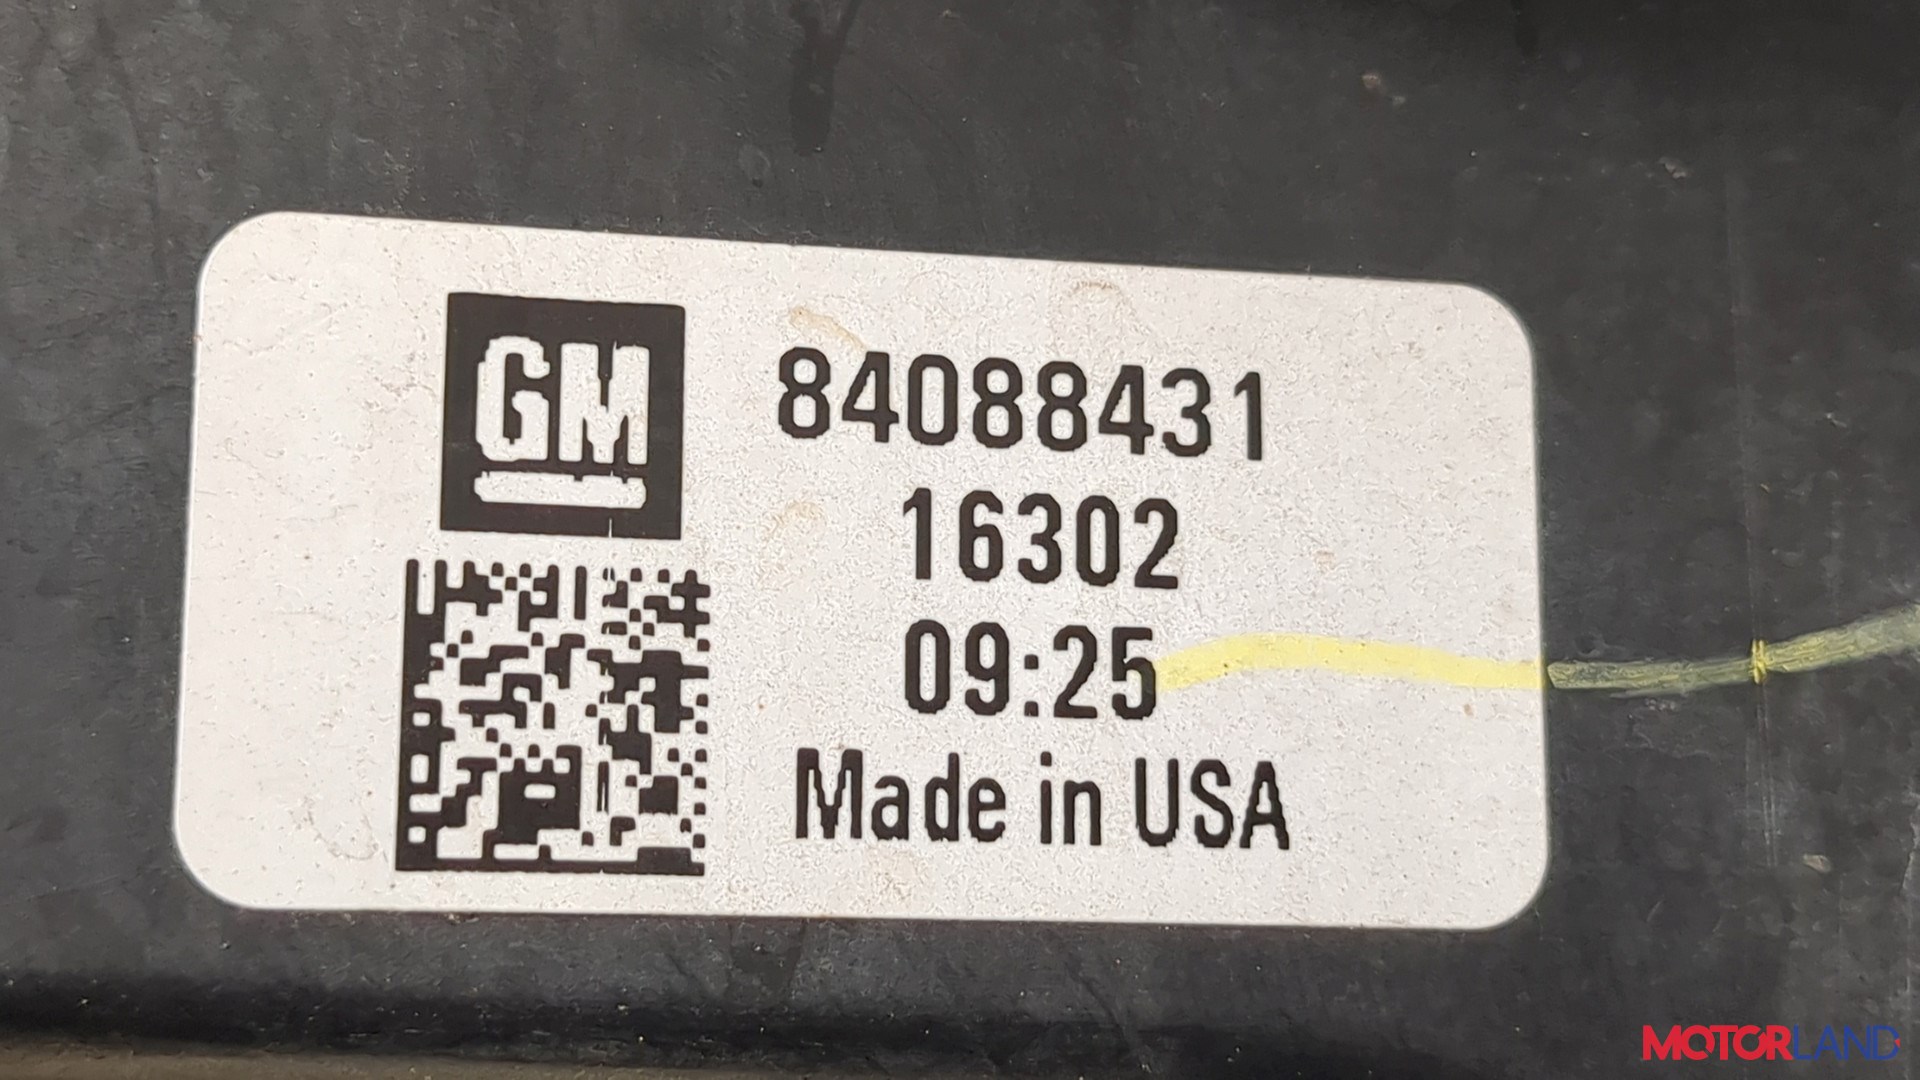 GM
84088431
16302
09:25
Made in USA
MOTORLAND